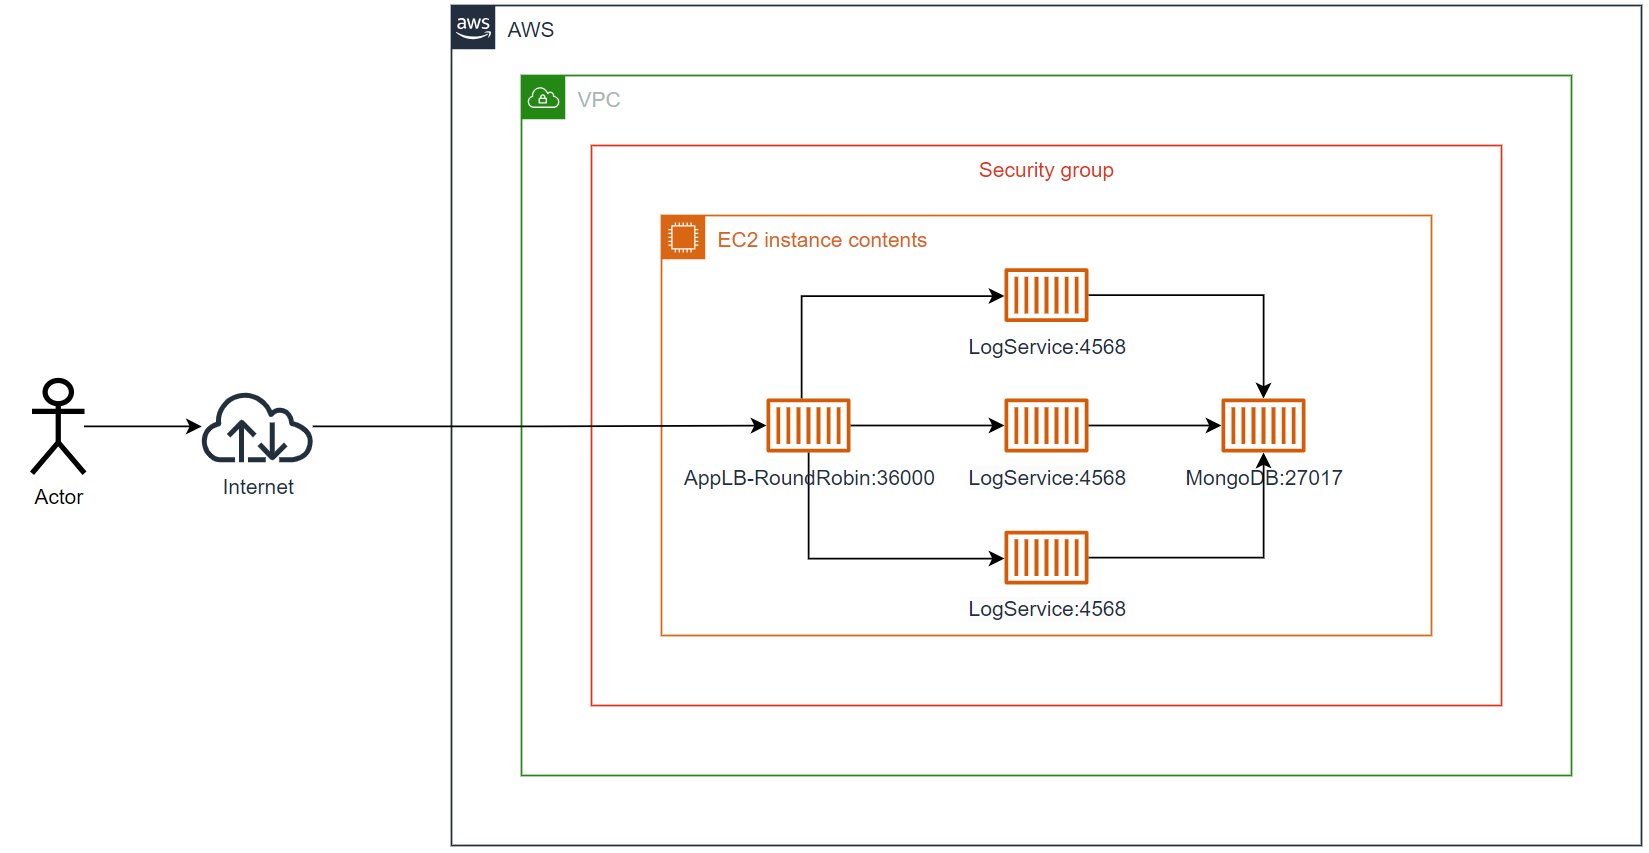 aws
AWS
VPC
Security group
EC2 instance contents
LogService:4568
Actor
Internet
AppLB-RoundRobin:36000
LogService:4568
MongoDB:27017
LogService:4568